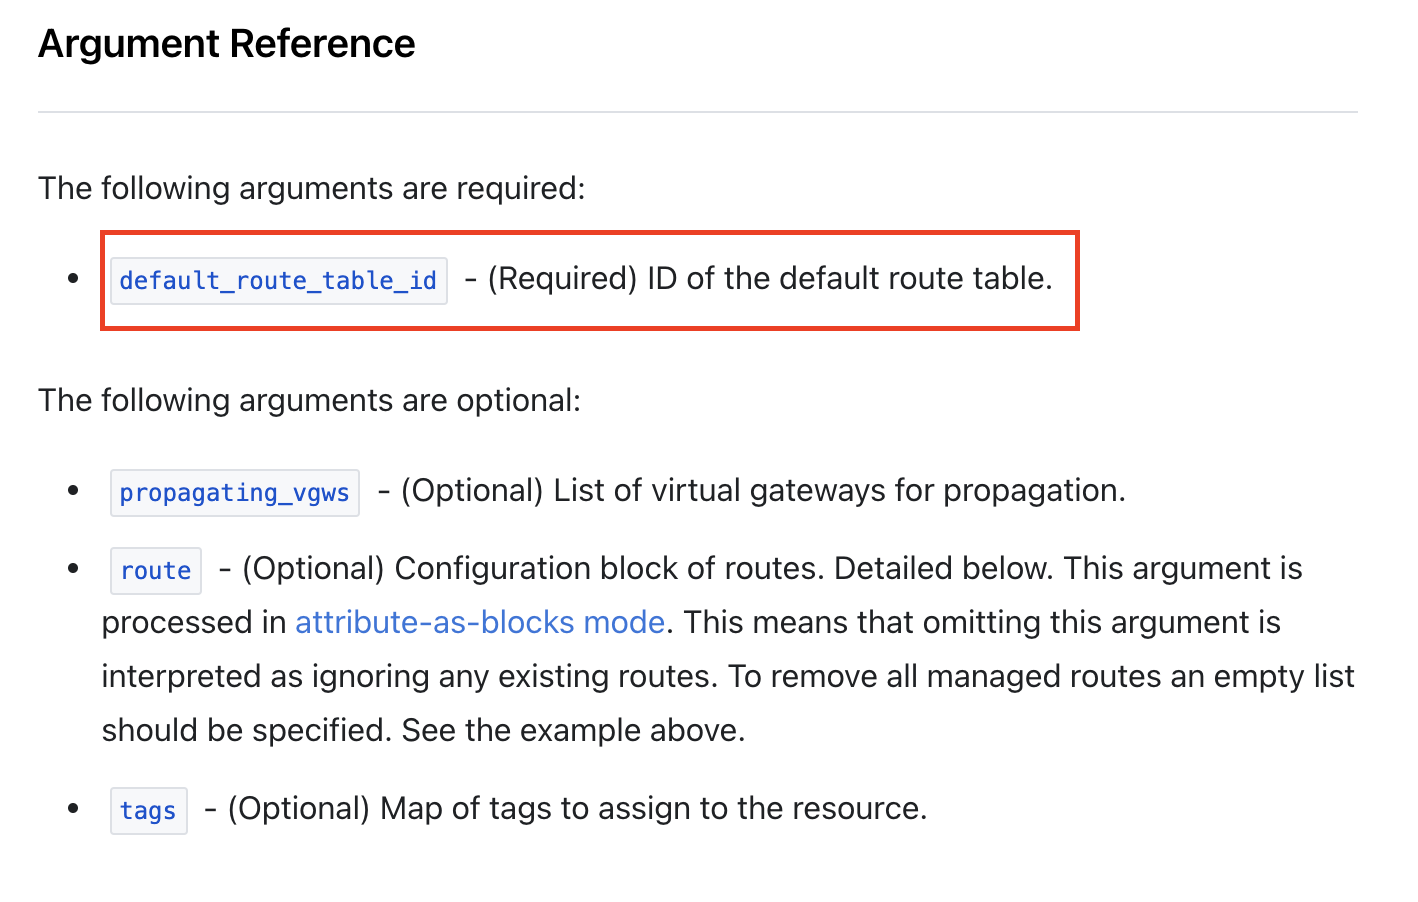 Argument Reference
The following arguments are required:
• default_route_table_id - (Required) ID of the default route table.
The following arguments are optional:
• propagating_vgws - (Optional) List of virtual gateways for propagation.
• route - (Optional) Configuration block of routes. Detailed below. This argument is
processed in attribute-as-blocks mode. This means that omitting this argument is
interpreted as ignoring any existing routes. To remove all managed routes an empty list
should be specified. See the example above.
• tags - (Optional) Map of tags to assign to the resource.